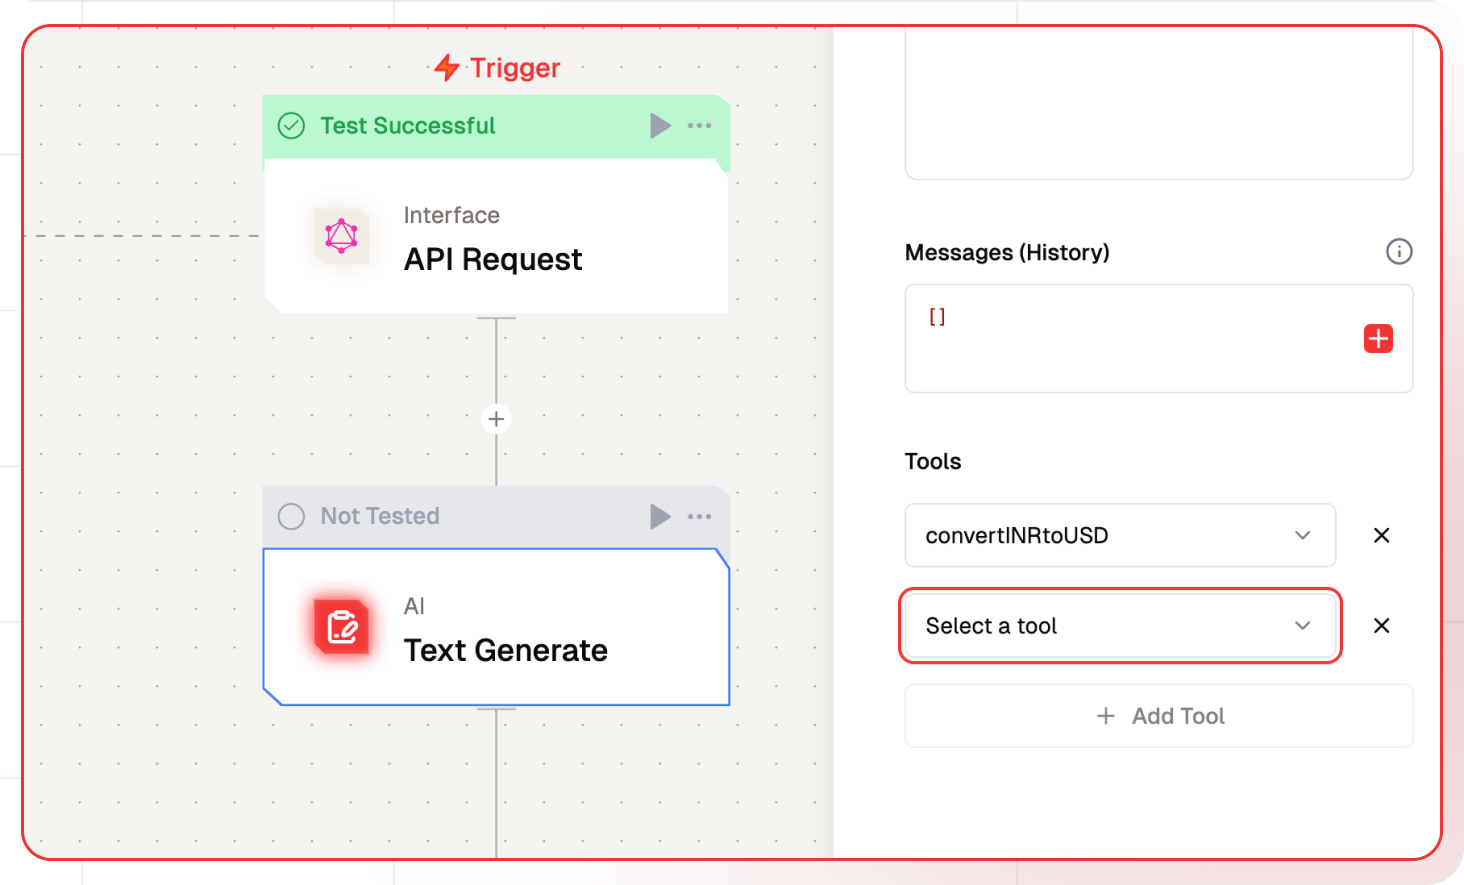 Trigger
Test Successful
Interface
API Request
Not Tested
AI
Text Generate
Messages (History)
[]
Tools
convertINRtoUSD
Select a tool
Add Tool